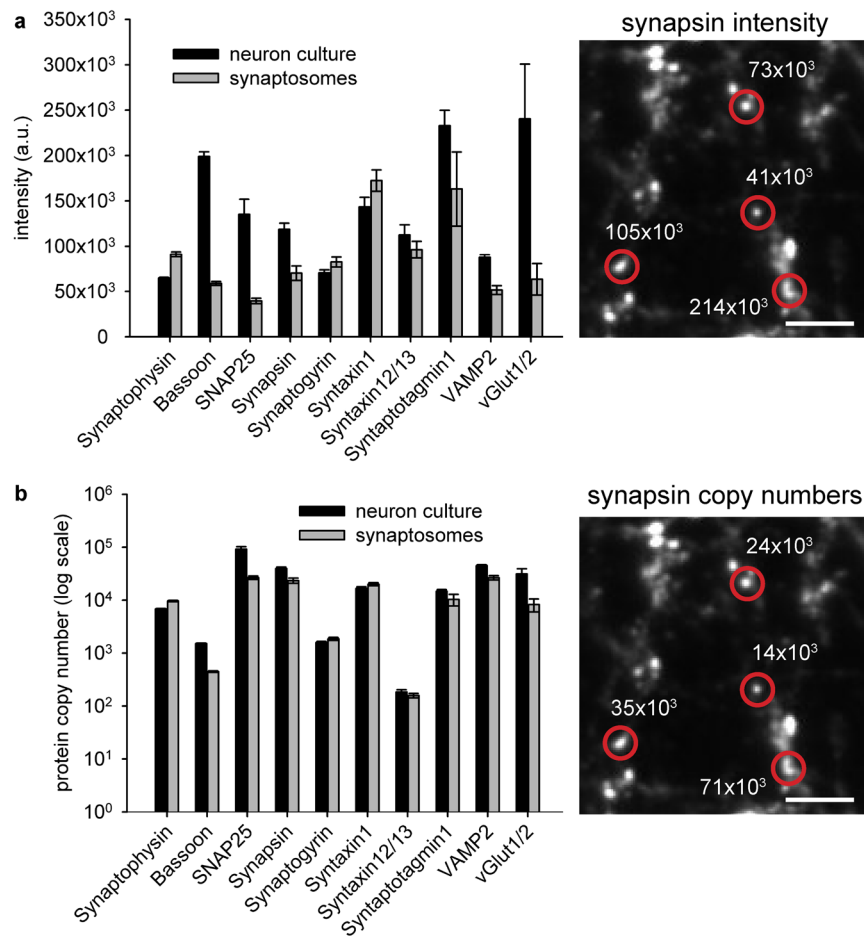 a
350x10³
300x10³
250x10³
200x10³
150x10³
100x10³
50x10³
0
intensity (a.u.)
neuron culture
synaptosomes
Synaptophysin
Bassoon
SNAP25
Synapsin
Synaptogyrin
Syntaxin1
Syntaxin12/13
Syntaptotagmin1
VAMP2
vGlut1/2
synapsin intensity
73x10³
41x10³
105x10³
214x10³
b
10⁶
10⁵
10⁴
10³
10²
10¹
10⁰
protein copy number (log scale)
neuron culture
synaptosomes
Synaptophysin
Bassoon
SNAP25
Synapsin
Synaptogyrin
Syntaxin1
Syntaxin12/13
Syntaptotagmin1
VAMP2
vGlut1/2
synapsin copy numbers
24x10³
14x10³
35x10³
71x10³